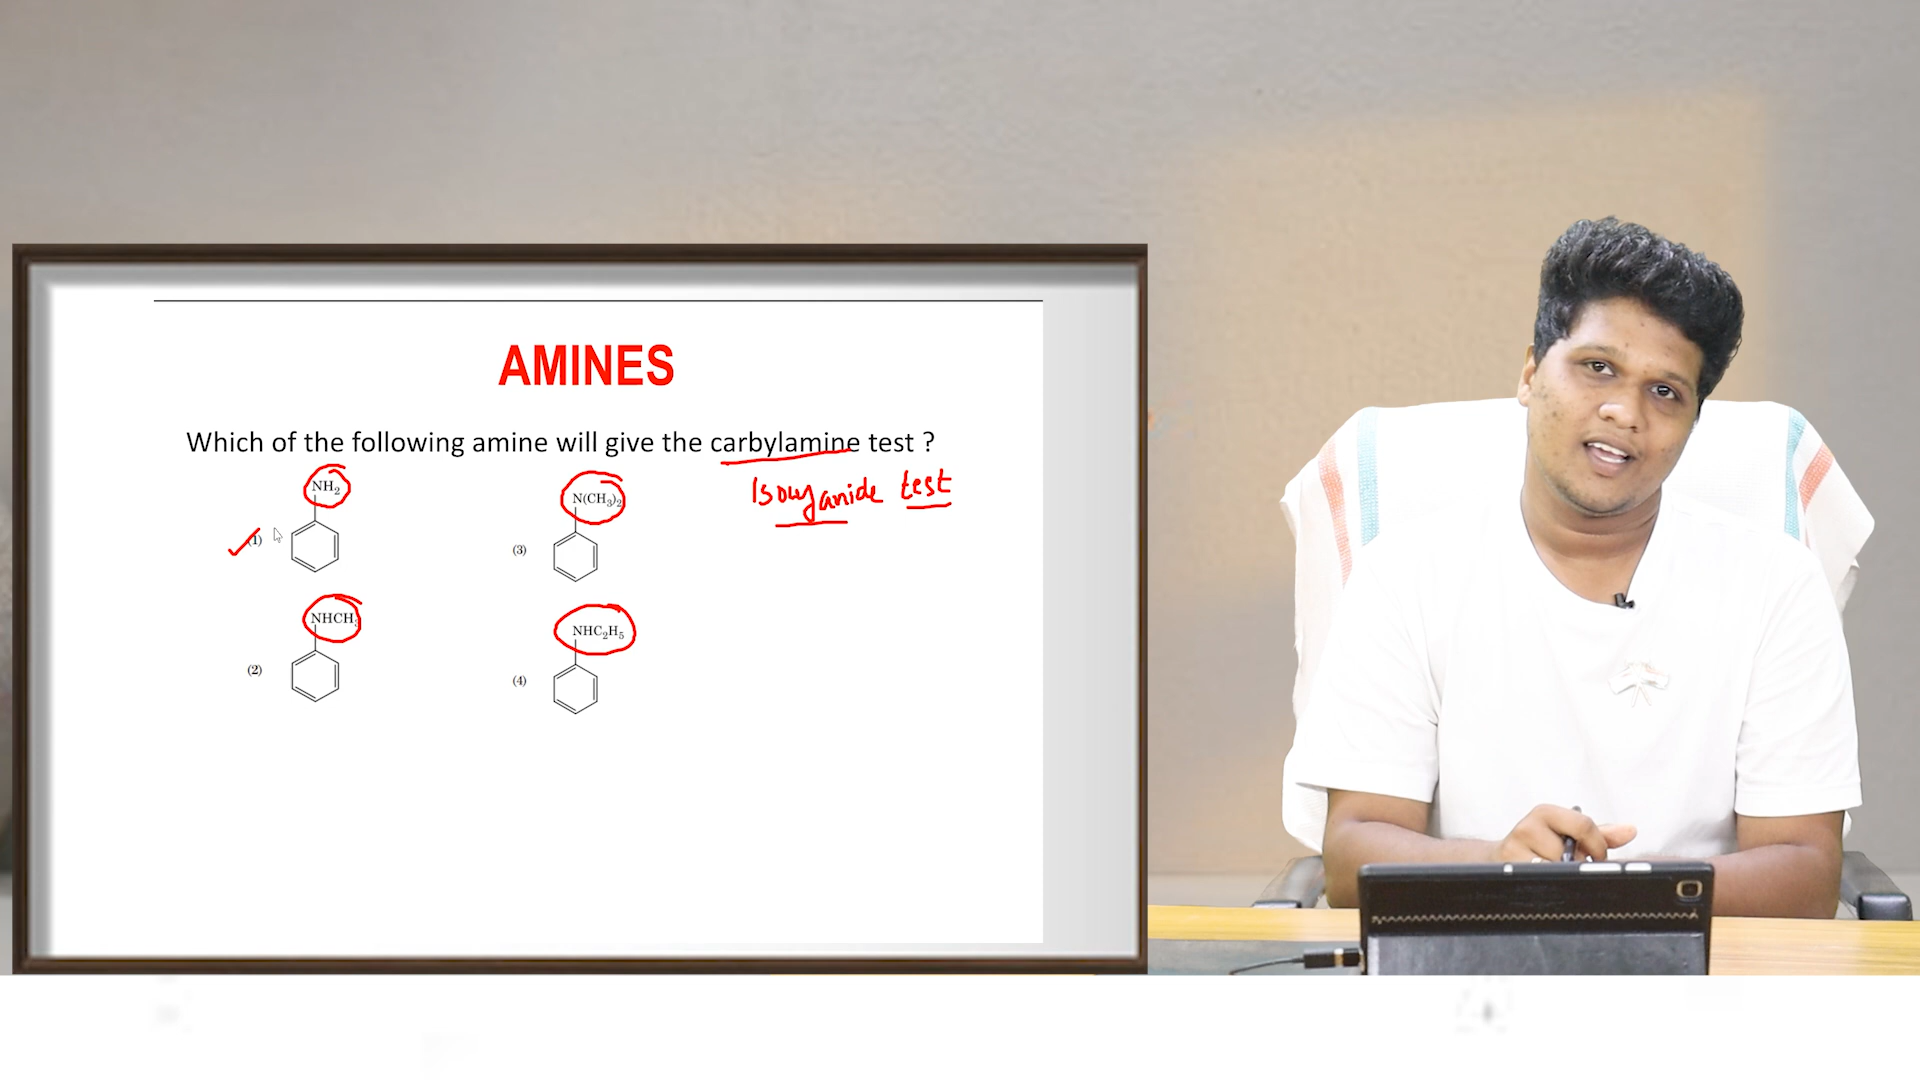 AMINES
Which of the following amine will give the carbylamine test ?
Isocyanide test
NH₂
(1)
N(CH₃)₂
(3)
NHCH₃
(2)
NHC₂H₅
(4)